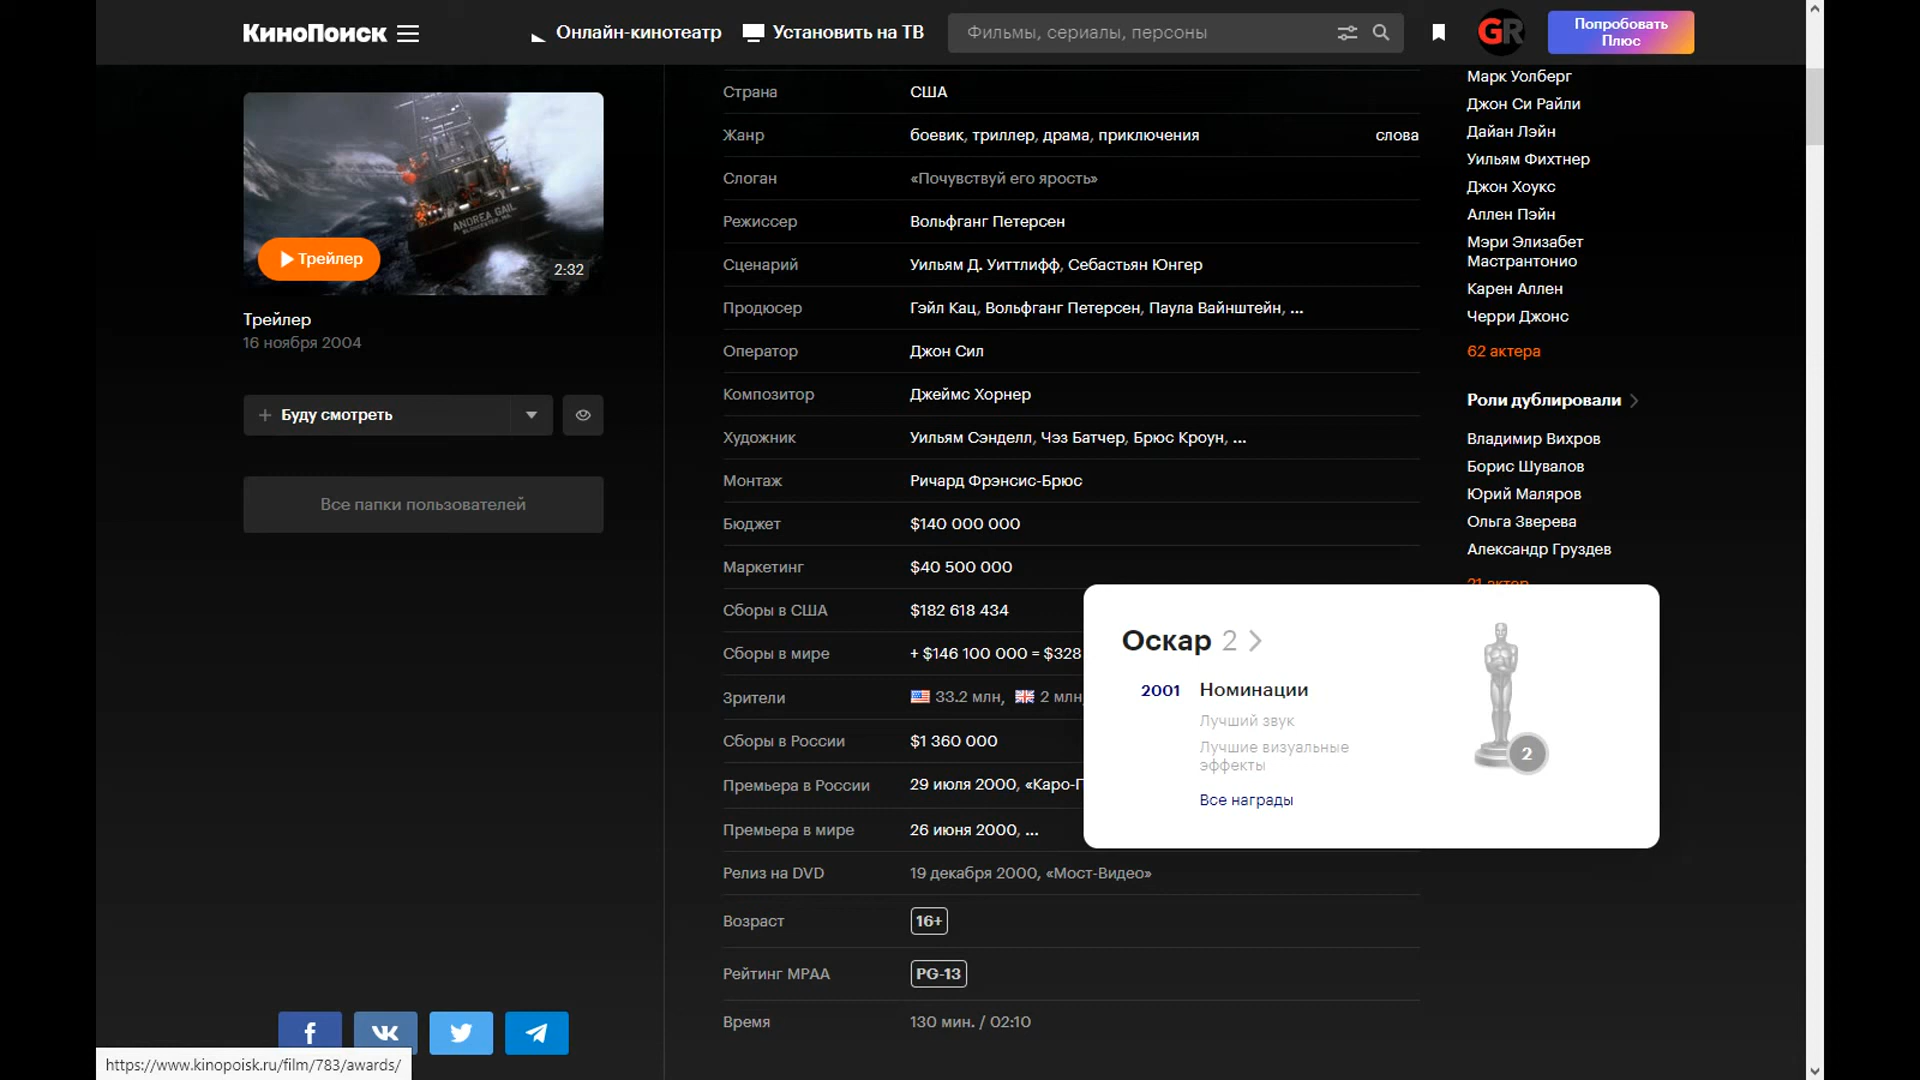 КиноПоиск
Онлайн-кинотеатр
Установить на ТВ
Фильмы, сериалы, персоны
GR
Попробовать
Плюс
ANDREA GAIL
GLOUCESTER, MA.
Трейлер
2:32
Трейлер
16 ноября 2004
Буду смотреть
Все папки пользователей
Страна США
Жанр боевик, триллер, драма, приключения слова
Слоган «Почувствуй его ярость»
Режиссер Вольфганг Петерсен
Сценарий Уильям Д. Уиттлифф, Себастьян Юнгер
Продюсер Гэйл Кац, Вольфганг Петерсен, Паула Вайнштейн, ...
Оператор Джон Сил
Композитор Джеймс Хорнер
Художник Уильям Сэнделл, Чэз Батчер, Брюс Кроун, ...
Монтаж Ричард Фрэнсис-Брюс
Бюджет $140 000 000
Маркетинг $40 500 000
Сборы в США $182 618 434
Сборы в мире + $146 100 000 = $328
Зрители 33.2 млн, 2 млн,
Сборы в России $1 360 000
Премьера в России 29 июля 2000, «Каро-П
Премьера в мире 26 июня 2000, ...
Релиз на DVD 19 декабря 2000, «Мост-Видео»
Возраст 16+
Рейтинг MPAA PG-13
Время 130 мин. / 02:10
Марк Уолберг
Джон Си Райли
Дайан Лэйн
Уильям Фихтнер
Джон Хоукс
Аллен Пэйн
Мэри Элизабет
Мастрантонио
Карен Аллен
Черри Джонс
62 актера
Роли дублировали
Владимир Вихров
Борис Шувалов
Юрий Маляров
Ольга Зверева
Александр Груздев
21 актер
Оскар 2
2001 Номинации
Лучший звук
Лучшие визуальные
эффекты
Все награды
2
https://www.kinopoisk.ru/film/783/awards/